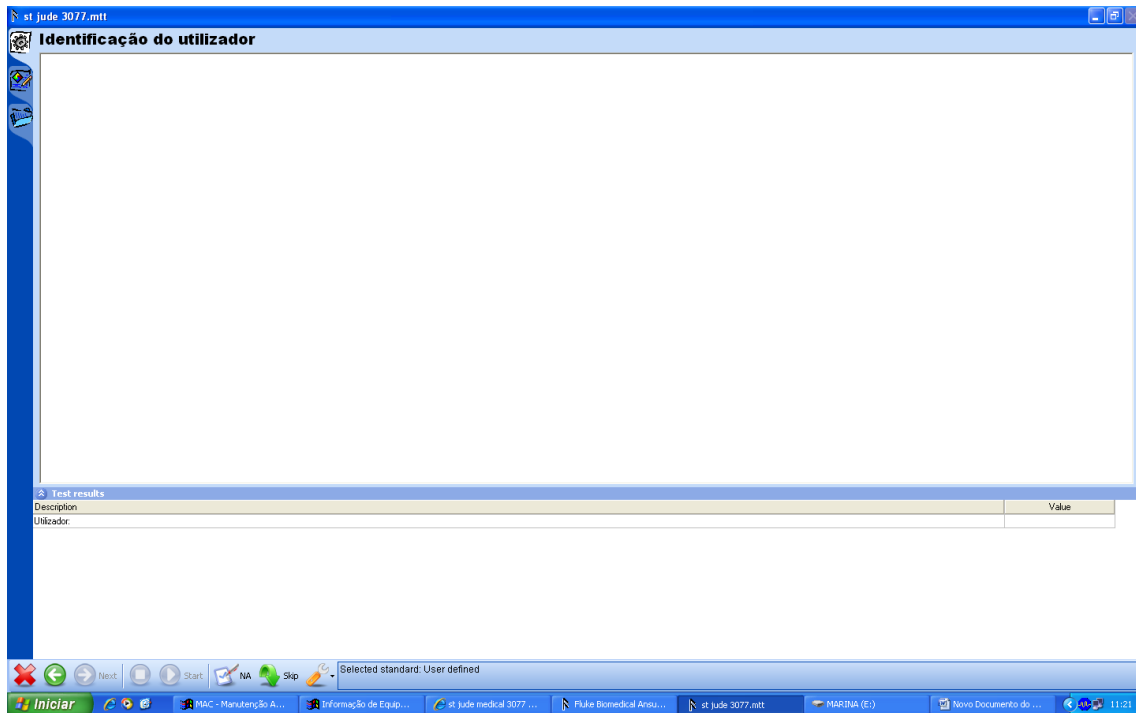 st jude 3077.mtt
Identificação do utilizador
Test results
Description Value
Utilizador:
Next Start NA Skip Selected standard: User defined
Iniciar MAC - Manutenção A... Informação de Equip... st jude medical 3077 ... Fluke Biomedical Ansu... st jude 3077.mtt MARINA (E:) Novo Documento do ... 11:21